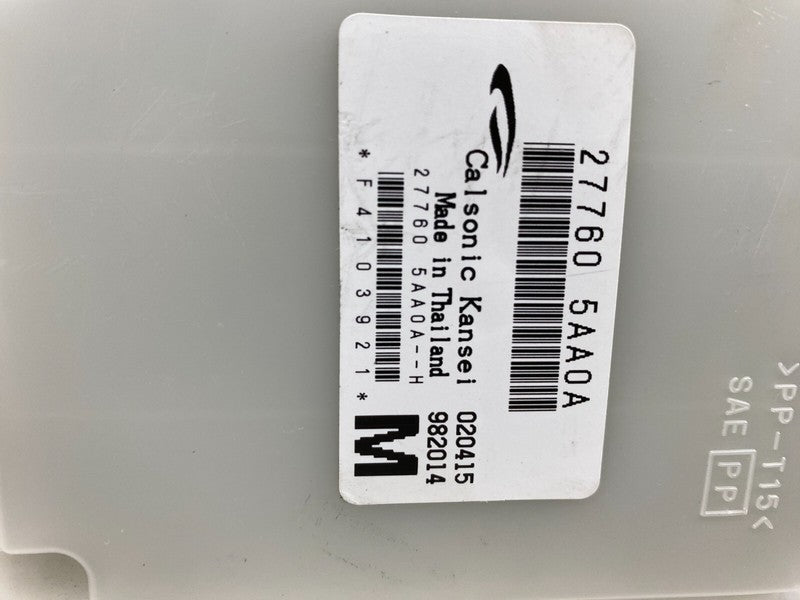 27760 5AA0A
Calsonic Kansei 020415
Made in Thailand 982014
27760 5AA0A--H
*F4103921*
M
>PP-T15<
SAE PP